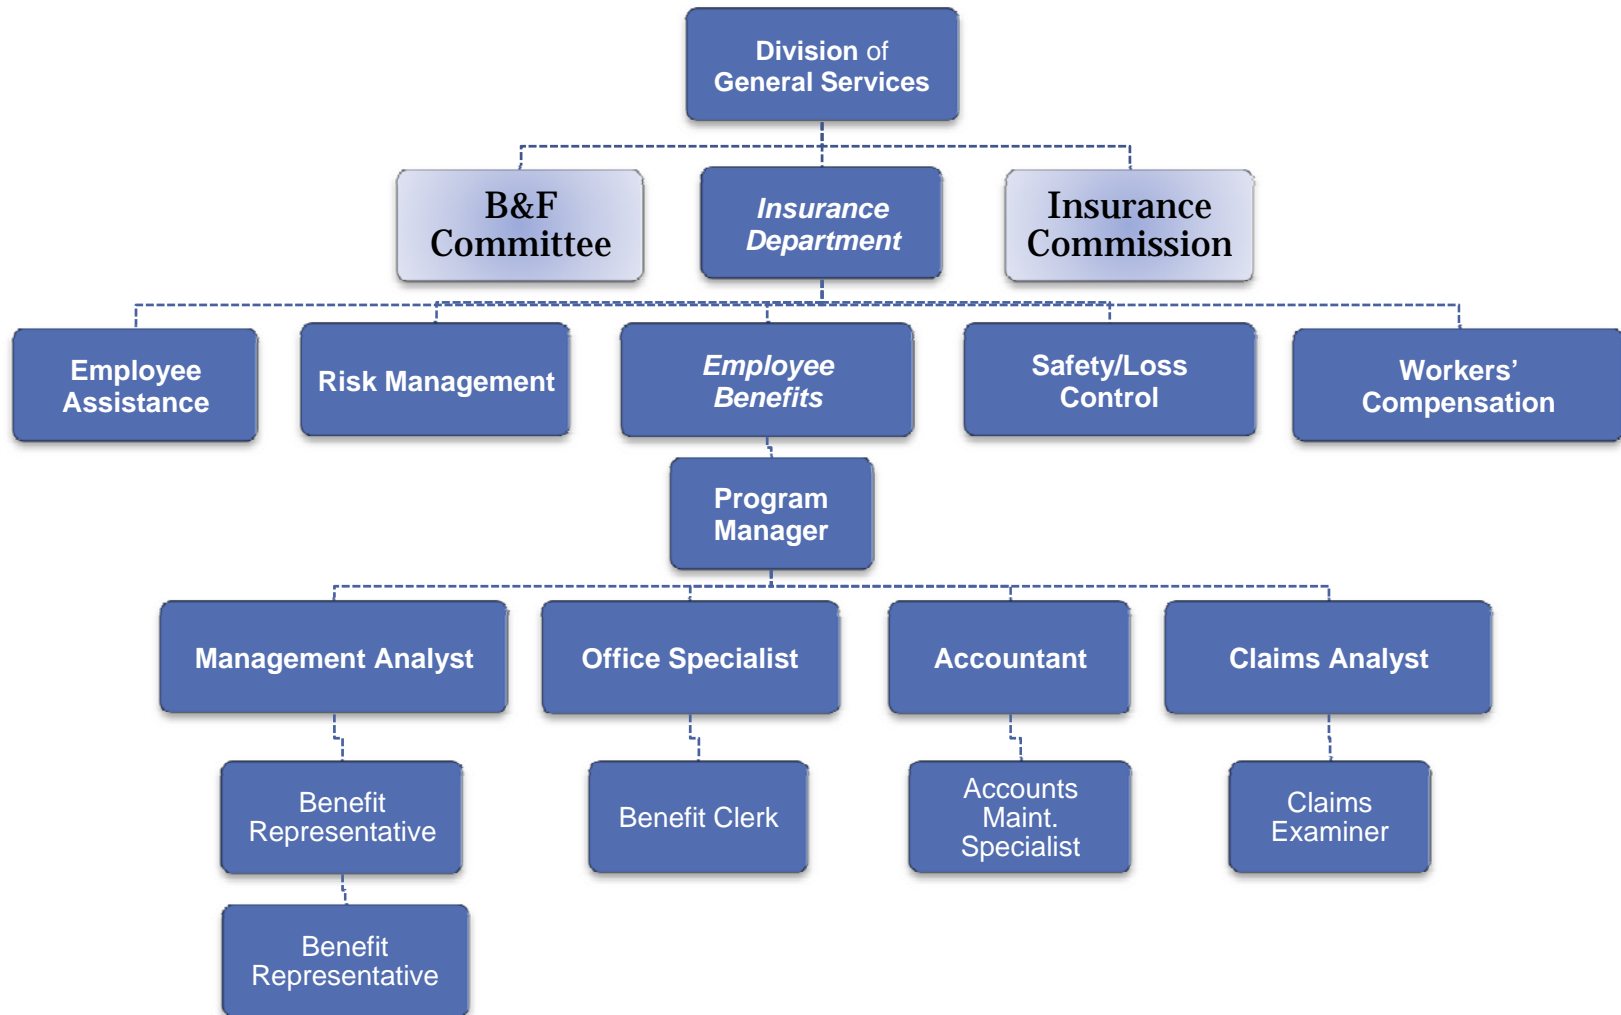 Division of
General Services
B&F
Committee
Insurance
Department
Insurance
Commission
Employee
Assistance
Risk Management
Employee
Benefits
Safety/Loss
Control
Workers’
Compensation
Program
Manager
Management Analyst
Office Specialist
Accountant
Claims Analyst
Benefit
Representative
Benefit Clerk
Accounts
Maint.
Specialist
Claims
Examiner
Benefit
Representative